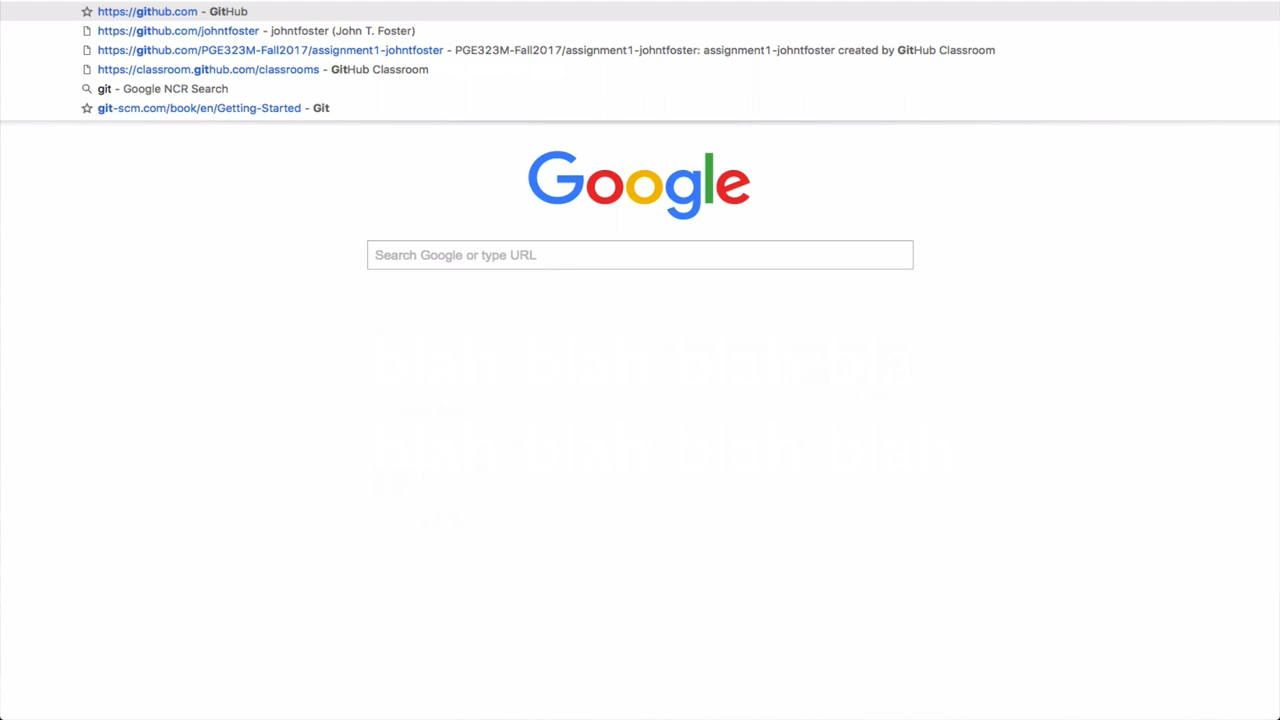 https://github.com - GitHub
https://github.com/johntfoster - johntfoster (John T. Foster)
https://github.com/PGE323M-Fall2017/assignment1-johntfoster - PGE323M-Fall2017/assignment1-johntfoster: assignment1-johntfoster created by GitHub Classroom
https://classroom.github.com/classrooms - GitHub Classroom
git - Google NCR Search
git-scm.com/book/en/Getting-Started - Git
Google
Search Google or type URL